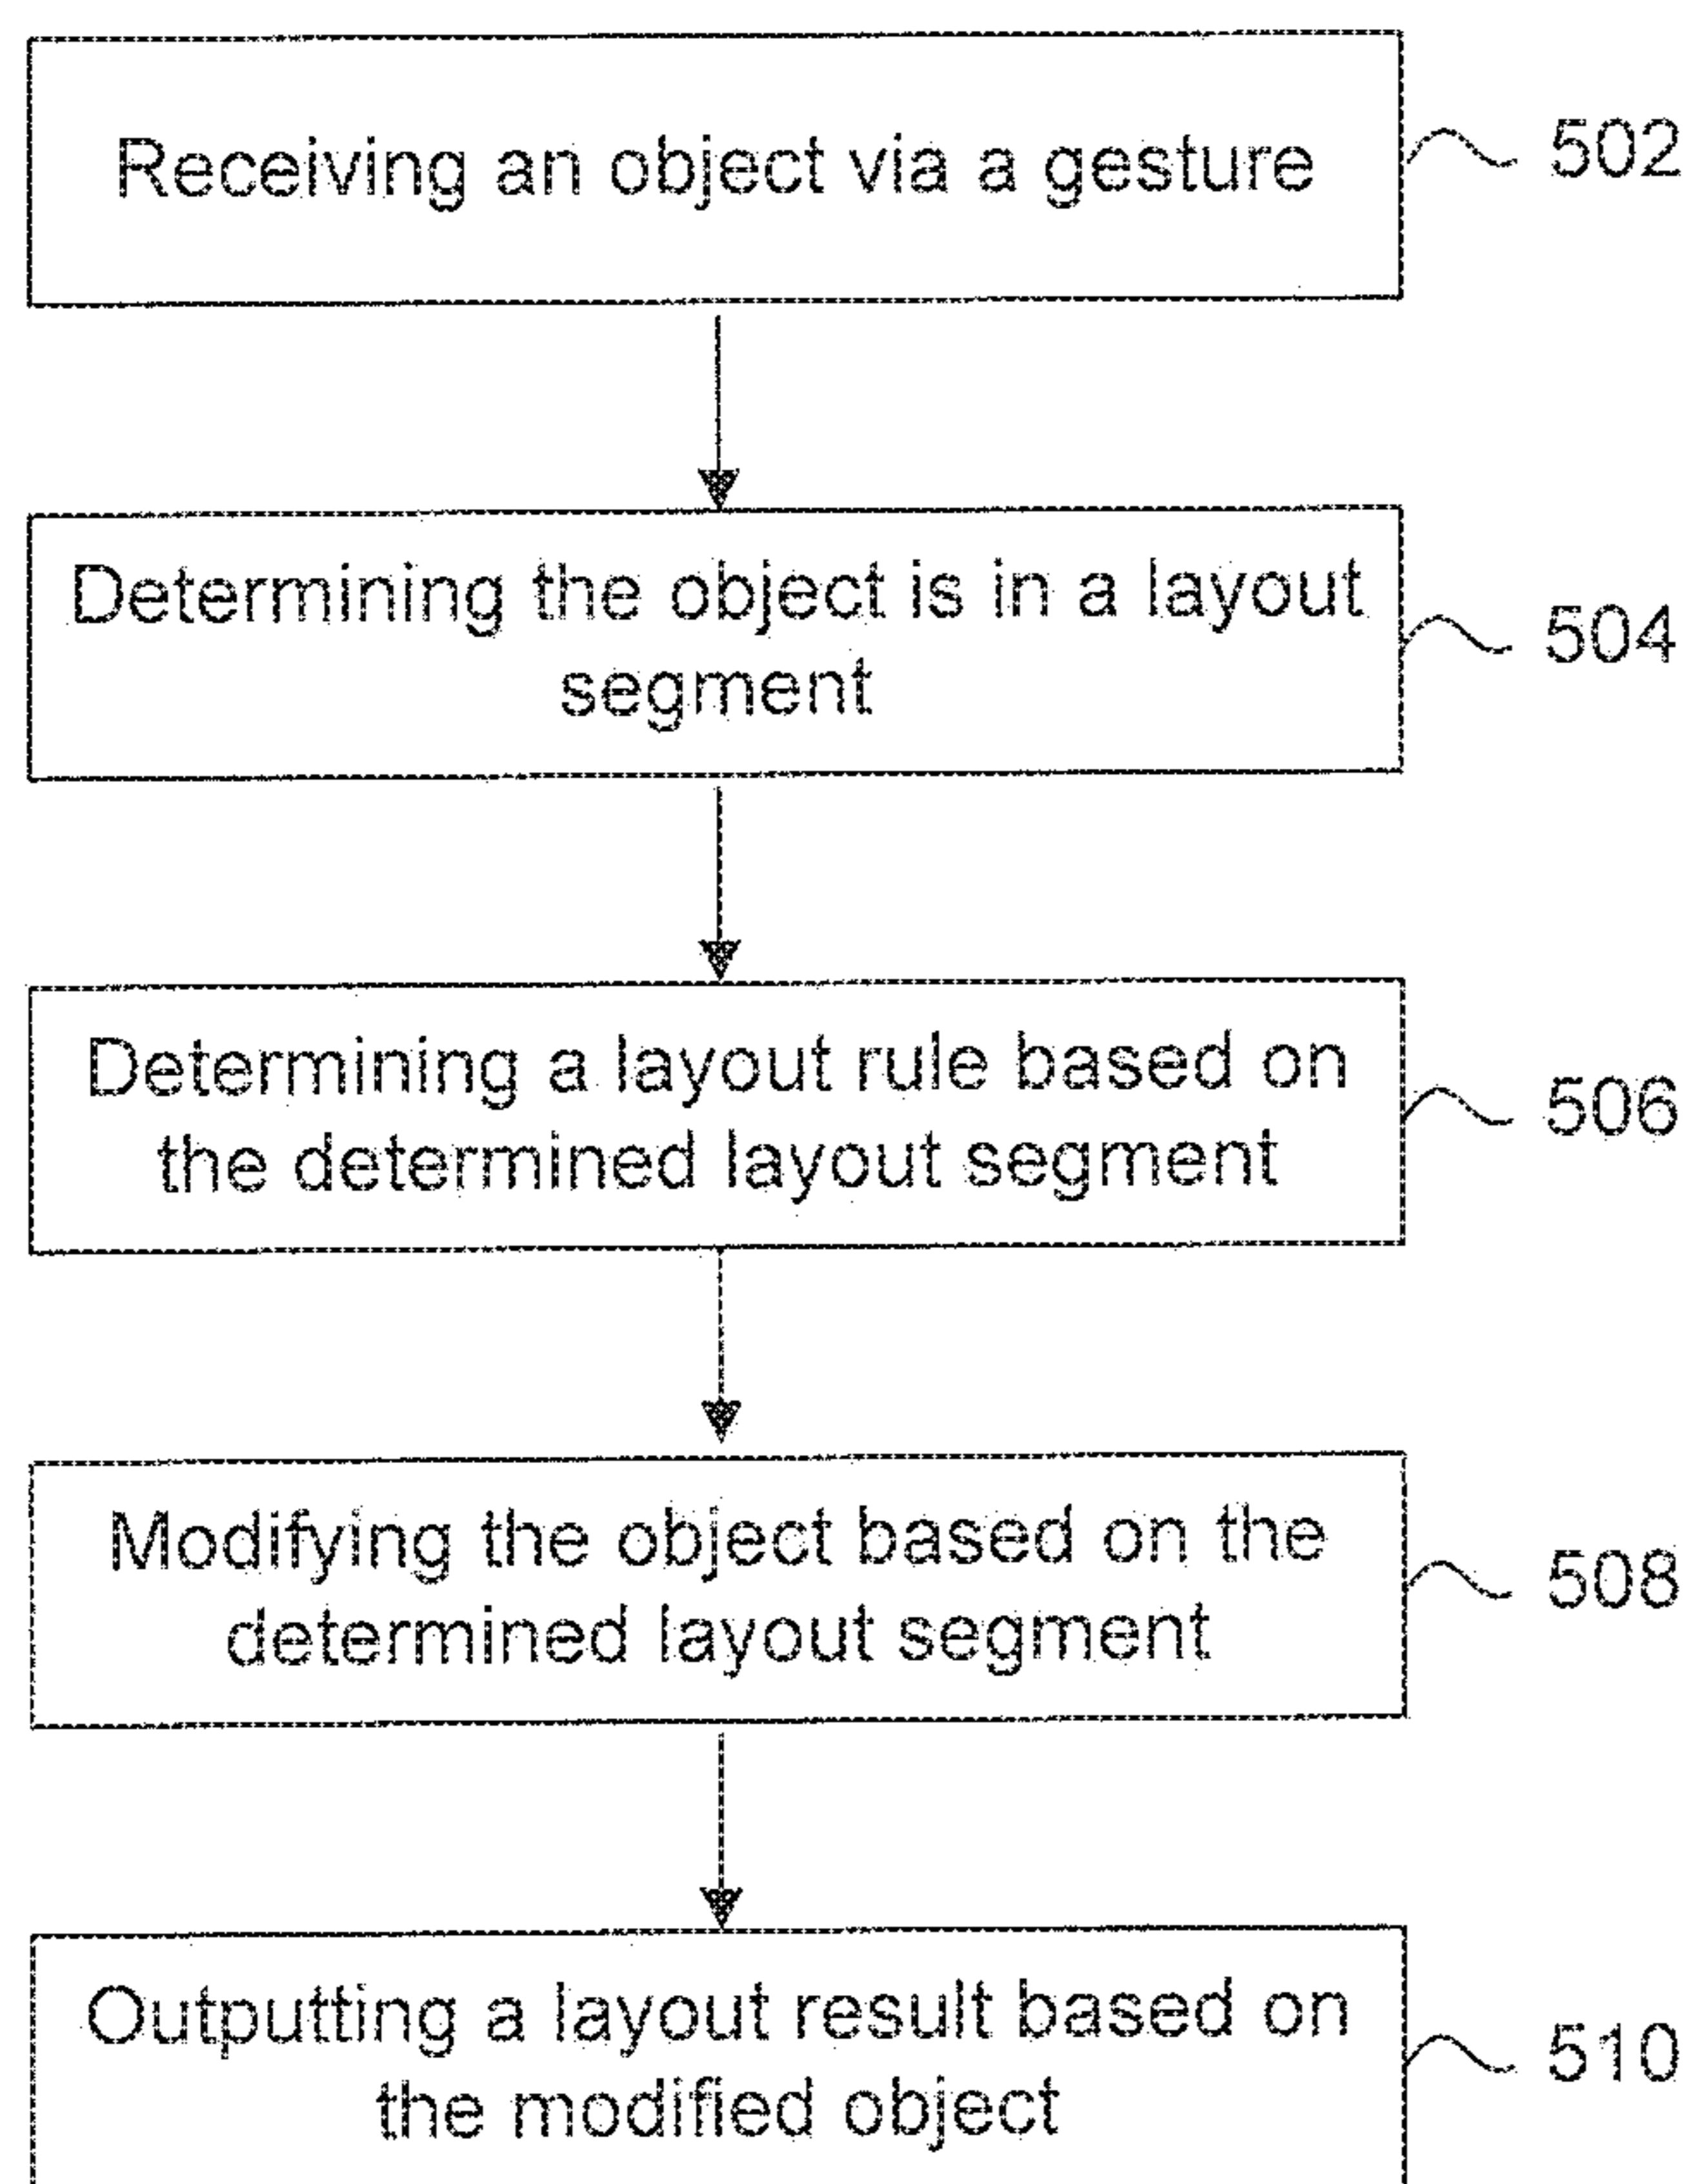 Receiving an object via a gesture
502
Determining the object is in a layout
segment
504
Determining a layout rule based on
the determined layout segment
506
Modifying the object based on the
determined layout segment
508
Outputting a layout result based on
the modified object
510